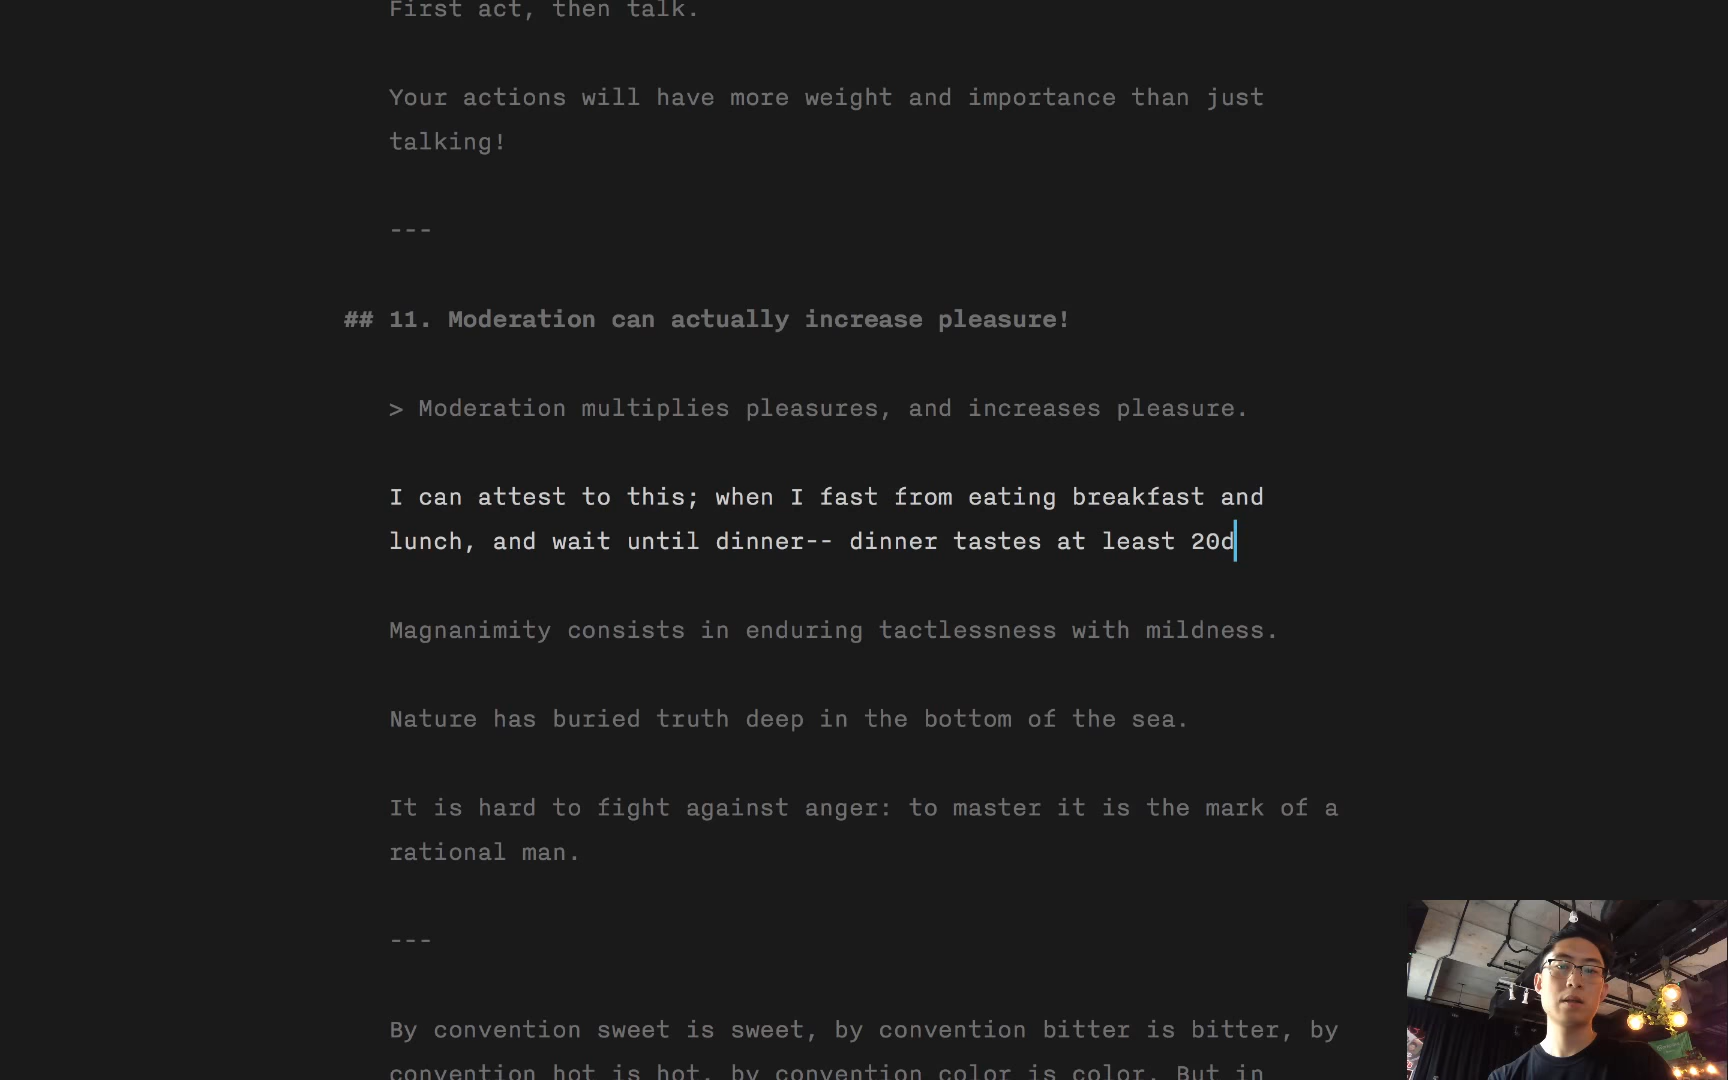 First act, then talk.
Your actions will have more weight and importance than just
talking!
---
## 11. Moderation can actually increase pleasure!
> Moderation multiplies pleasures, and increases pleasure.
I can attest to this; when I fast from eating breakfast and
lunch, and wait until dinner-- dinner tastes at least 20d
Magnanimity consists in enduring tactlessness with mildness.
Nature has buried truth deep in the bottom of the sea.
It is hard to fight against anger: to master it is the mark of a
rational man.
---
By convention sweet is sweet, by convention bitter is bitter, by
convention hot is hot, by convention color is color. But in